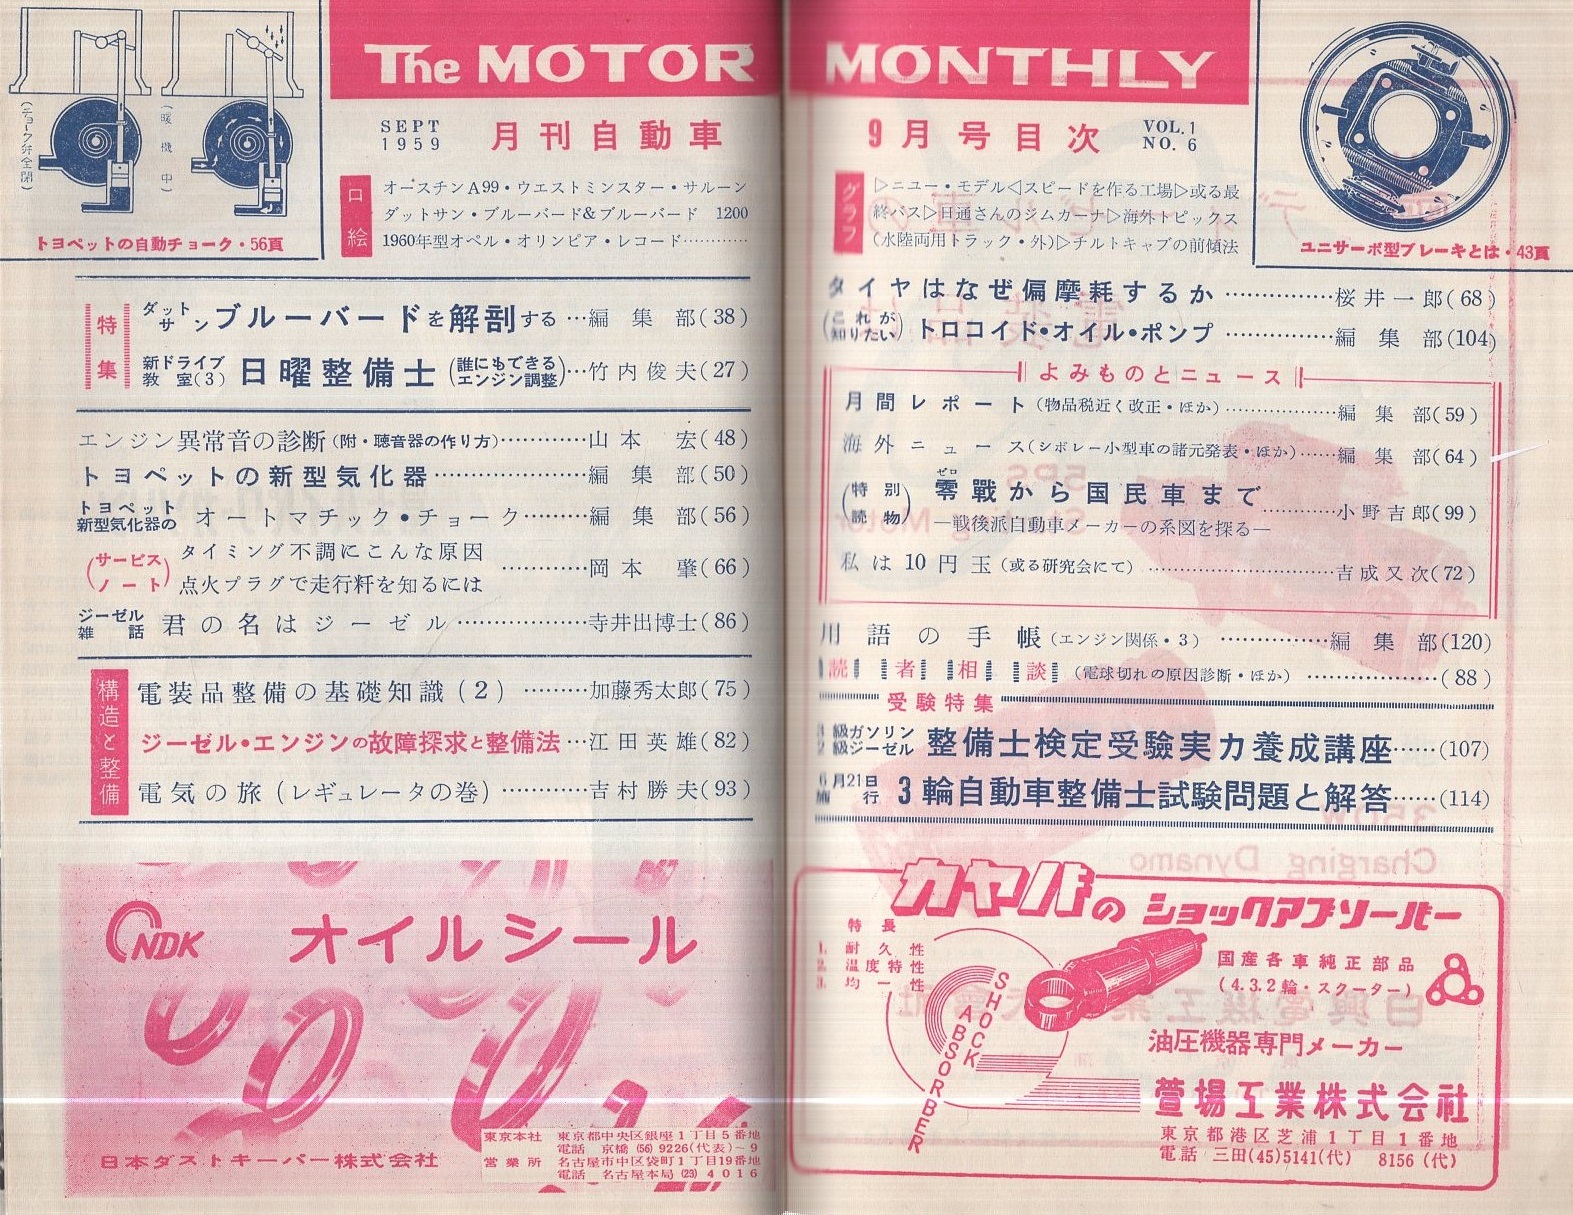 The MOTOR MONTHLY
SEPT
1959
月刊自動車
9月号目次
VOL.1
NO. 6
(チョーク弁全閉)
(暖機中)
トヨペットの自動チョーク・56頁
口絵
オースチンA99・ウエストミンスター・サルーン
ダットサン・ブルーバード&ブルーバード 1200
1960年型オペル・オリンピア・レコード…………
特集
ダットサン ブルーバードを解剖する…編集部(38)
新ドライブ教室(3) 日曜整備士(誰にもできるエンジン調整)…竹内俊夫(27)
エンジン異常音の診断(附・聴音器の作り方)…………山本 宏(48)
トヨペットの新型気化器…………………編集部(50)
トヨペット新型気化器の オートマチック・チョーク………編集部(56)
(サービスノート)
タイミング不調にこんな原因
点火プラグで走行粁を知るには
…………岡本 肇(66)
ジーゼル雑話 君の名はジーゼル………………寺井出博士(86)
構造と整備
電装品整備の基礎知識(2)………加藤秀太郎(75)
ジーゼル・エンジンの故障探求と整備法…江田英雄(82)
電気の旅(レギュレータの巻)…………吉村勝夫(93)
NDK オイルシール
日本ダストキーパー株式会社
東京本社 東京都中央区銀座1丁目5番地
電話 京橋(56)9226(代表)~9
営業所 名古屋市中区袋町1丁目19番地
電話 名古屋本局(23)4016
グラフ
▷ニュー・モデル◁スピードを作る工場▷或る最
終バス▷日通さんのジムカーナ▷海外トピックス
(水陸両用トラック・外)▷チルトキャブの前傾法
ユニサーボ型ブレーキとは・43頁
タイヤはなぜ偏摩耗するか……………桜井一郎(68)
(これが知りたい) トロコイド・オイル・ポンプ……………編集部(104)
よみものとニュース
月間レポート(物品税近く改正・ほか)……………編集部(59)
海外ニュース(シボレー小型車の諸元発表・ほか)……編集部(64)
(特別読物) 零戦から国民車まで
ゼロ
―戦後派自動車メーカーの系図を探る―
………小野吉郎(99)
私は10円玉(或る研究会にて)……………………吉成又次(72)
用語の手帳(エンジン関係・3)……………編集部(120)
読者相談(電球切れの原因診断・ほか)………………(88)
受験特集
3級ガソリン
2級ジーゼル
整備士検定受験実力養成講座……(107)
6月21日施行 3輪自動車整備士試験問題と解答……(114)
カヤバのショックアブソーバー
特長
1. 耐久性
2. 温度特性
3. 均一性
SHOCK ABSORBER
国産各車純正部品
(4.3.2輪・スクーター)
油圧機器専門メーカー
萱場工業株式会社
東京都港区芝浦1丁目1番地
電話 三田(45)5141(代) 8156(代)